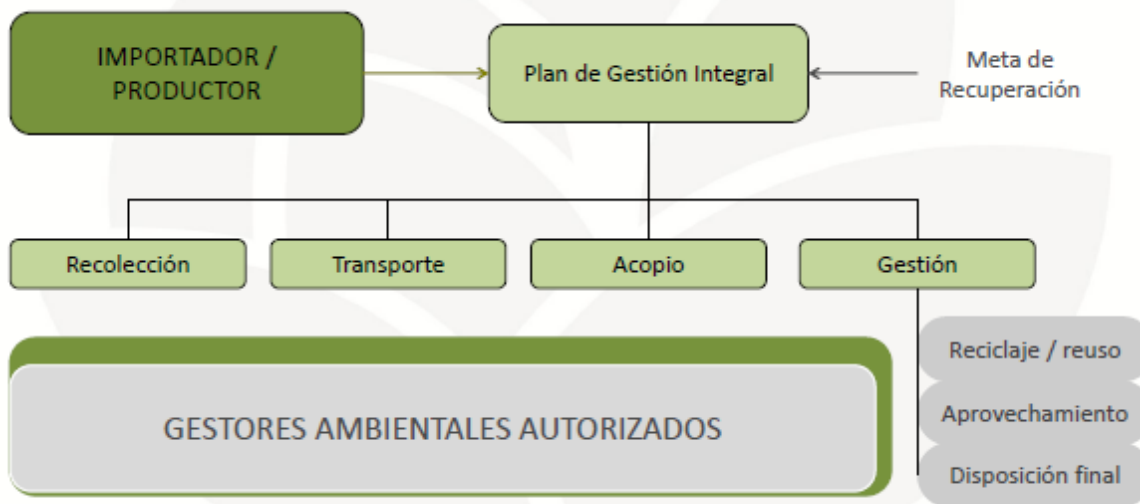 IMPORTADOR /
PRODUCTOR
Plan de Gestión Integral
Meta de
Recuperación
Recolección
Transporte
Acopio
Gestión
GESTORES AMBIENTALES AUTORIZADOS
Reciclaje / reuso
Aprovechamiento
Disposición final